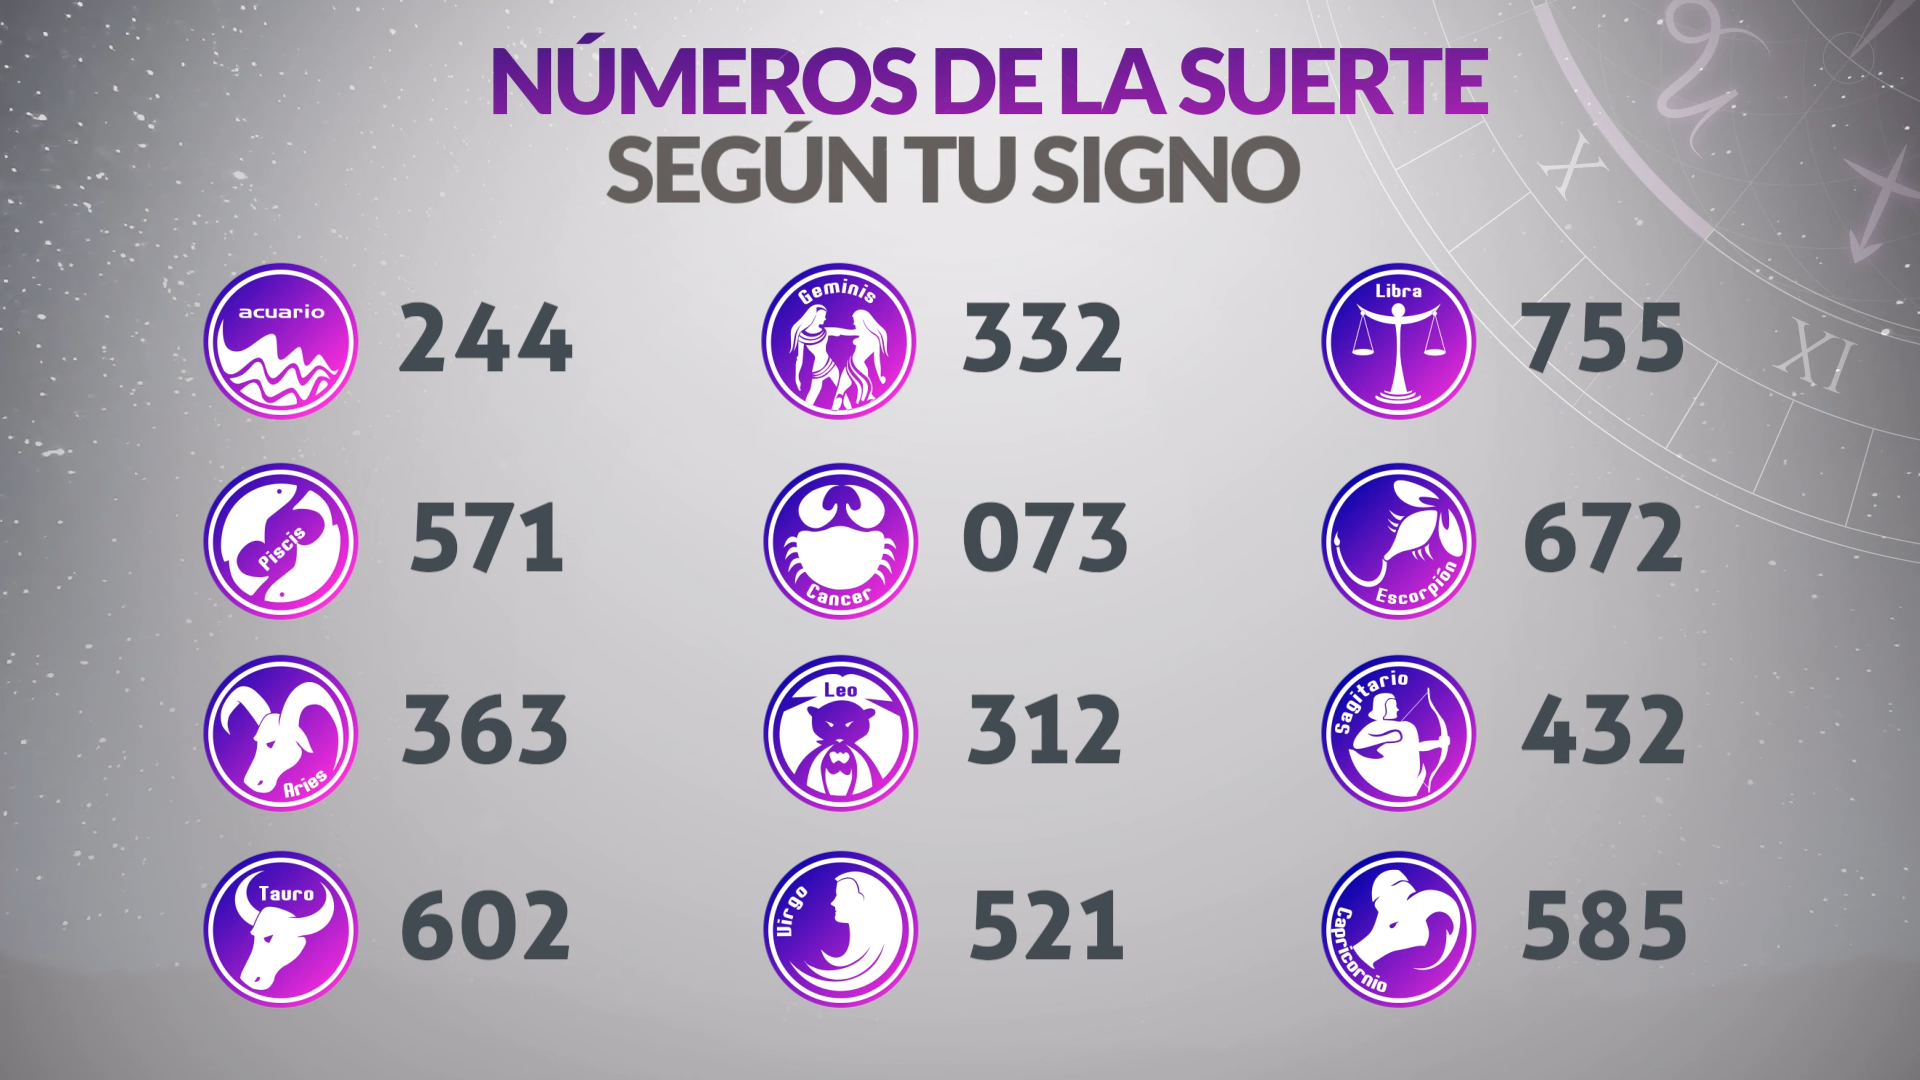 NÚMEROS DE LA SUERTE
SEGÚN TU SIGNO
acuario 244
Geminis 332
Libra 755
Piscis 571
Cancer 073
Escorpión 672
Aries 363
Leo 312
Sagitario 432
Tauro 602
Virgo 521
Capricornio 585
X
XI